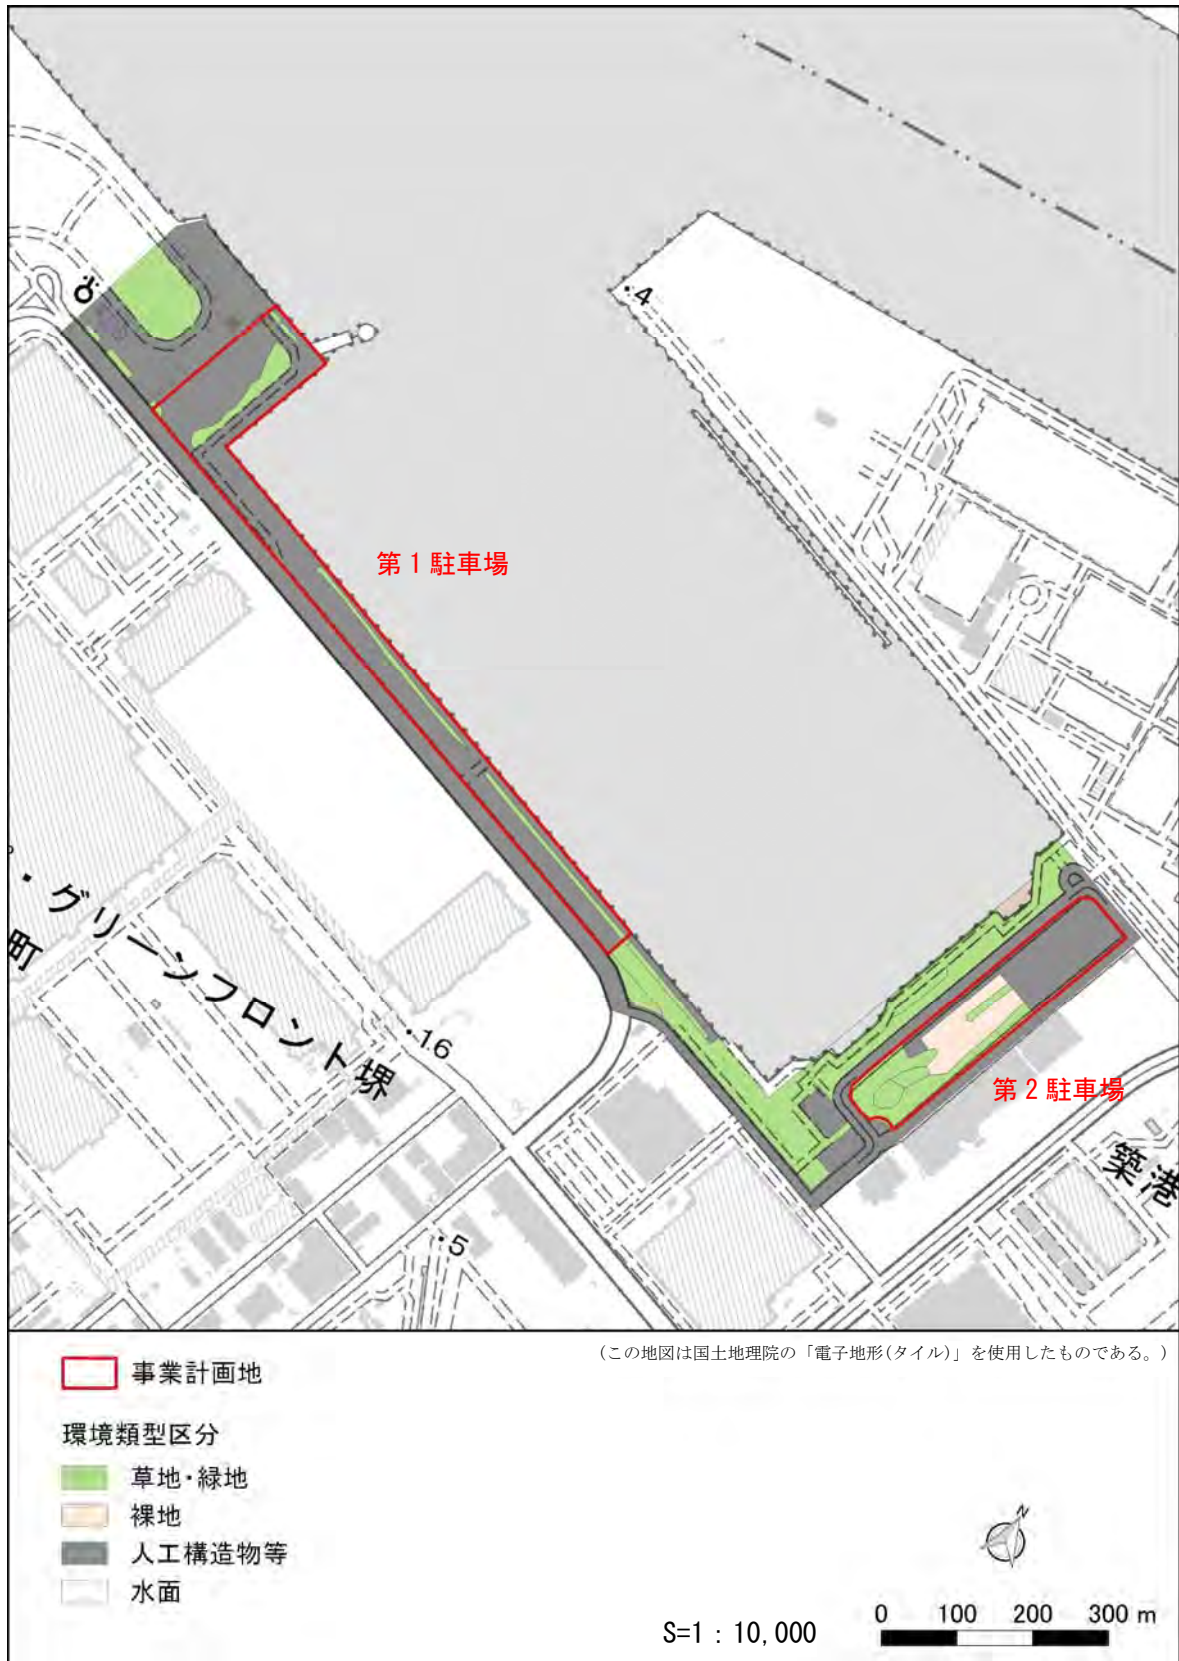 ・4
第1駐車場
・グリーンフロント堺
町
・16
・5
第2駐車場
築港
(この地図は国土地理院の「電子地形(タイル)」を使用したものである。)
事業計画地
環境類型区分
草地・緑地
裸地
人工構造物等
水面
N
S=1：10,000
0 100 200 300 m